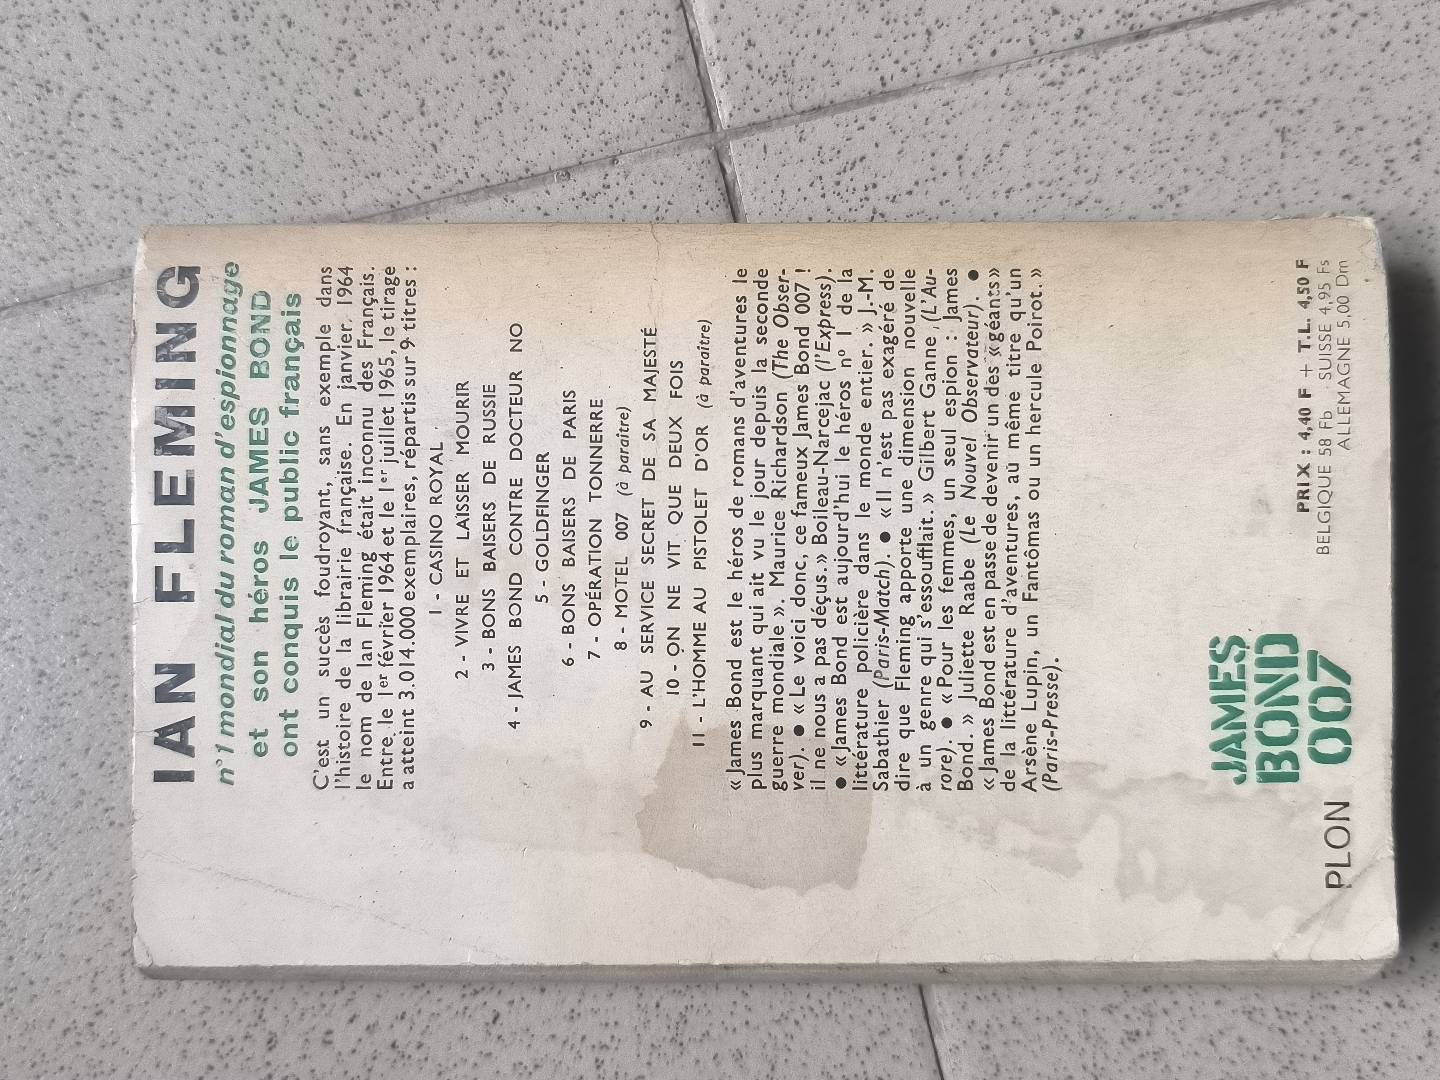 IAN FLEMING
n°1 mondial du roman d'espionnage
et son héros JAMES BOND
ont conquis le public français
C'est un succès foudroyant, sans exemple dans
l'histoire de la librairie française. En janvier 1964
le nom de Ian Fleming était inconnu des Français.
Entre le 1er février 1964 et le 1er juillet 1965, le tirage
a atteint 3.014.000 exemplaires, répartis sur 9 titres :
1 - CASINO ROYAL
2 - VIVRE ET LAISSER MOURIR
3 - BONS BAISERS DE RUSSIE
4 - JAMES BOND CONTRE DOCTEUR NO
5 - GOLDFINGER
6 - BONS BAISERS DE PARIS
7 - OPÉRATION TONNERRE
8 - MOTEL 007 (à paraître)
9 - AU SERVICE SECRET DE SA MAJESTÉ
10 - ON NE VIT QUE DEUX FOIS
11 - L'HOMME AU PISTOLET D'OR (à paraître)
« James Bond est le héros de romans d'aventures le
plus marquant qui ait vu le jour depuis la seconde
guerre mondiale ». Maurice Richardson (The Obser-
ver). ● « Le voici donc, ce fameux James Bond 007 !
il ne nous a pas déçus. » Boileau-Narcejac (l'Express).
● « James Bond est aujourd'hui le héros n° 1 de la
littérature policière dans le monde entier. » J.-M.
Sabathier (Paris-Match). ● « Il n'est pas exagéré de
dire que Fleming apporte une dimension nouvelle
à un genre qui s'essoufflait. » Gilbert Ganne (L'Au-
rore). ● « Pour les femmes, un seul espion : James
Bond. » Juliette Raabe (Le Nouvel Observateur). ●
« James Bond est en passe de devenir un des «géants»
de la littérature d'aventures, au même titre qu'un
Arsène Lupin, un Fantômas ou un hercule Poirot. »
(Paris-Presse).
JAMES
BOND
007
PLON
PRIX : 4,40 F + T.L. 4,50 F
BELGIQUE 58 Fb SUISSE 4,95 Fs
ALLEMAGNE 5,00 Dm